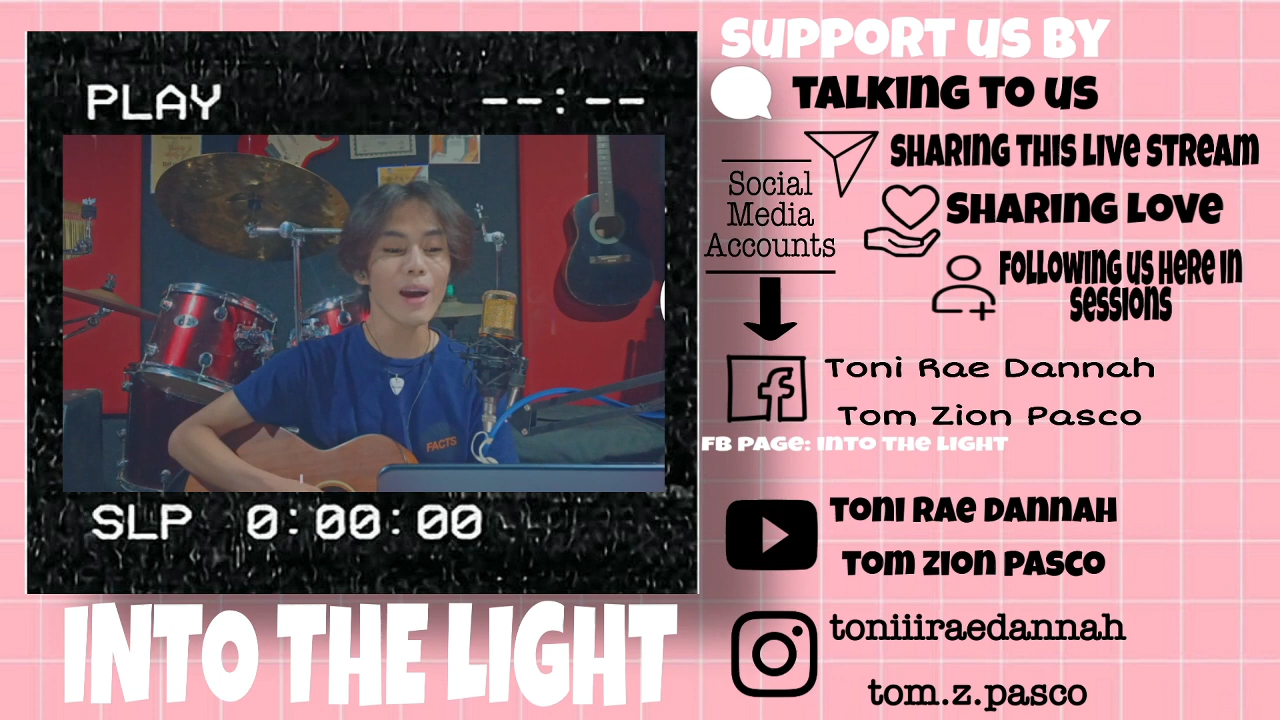 PLAY --:--
FACTS
SLP 0:00:00
INTO THE LIGHT
SUPPORT US BY
TALKING TO US
SHARING THIS LIVE STREAM
SHARING LOVE
FOLLOWING US HERE IN
SESSIONS
Social
Media
Accounts
Toni Rae Dannah
Tom Zion Pasco
FB PAGE: INTO THE LIGHT
TONI RAE DANNAH
TOM ZION PASCO
toniiiraedannah
tom.z.pasco